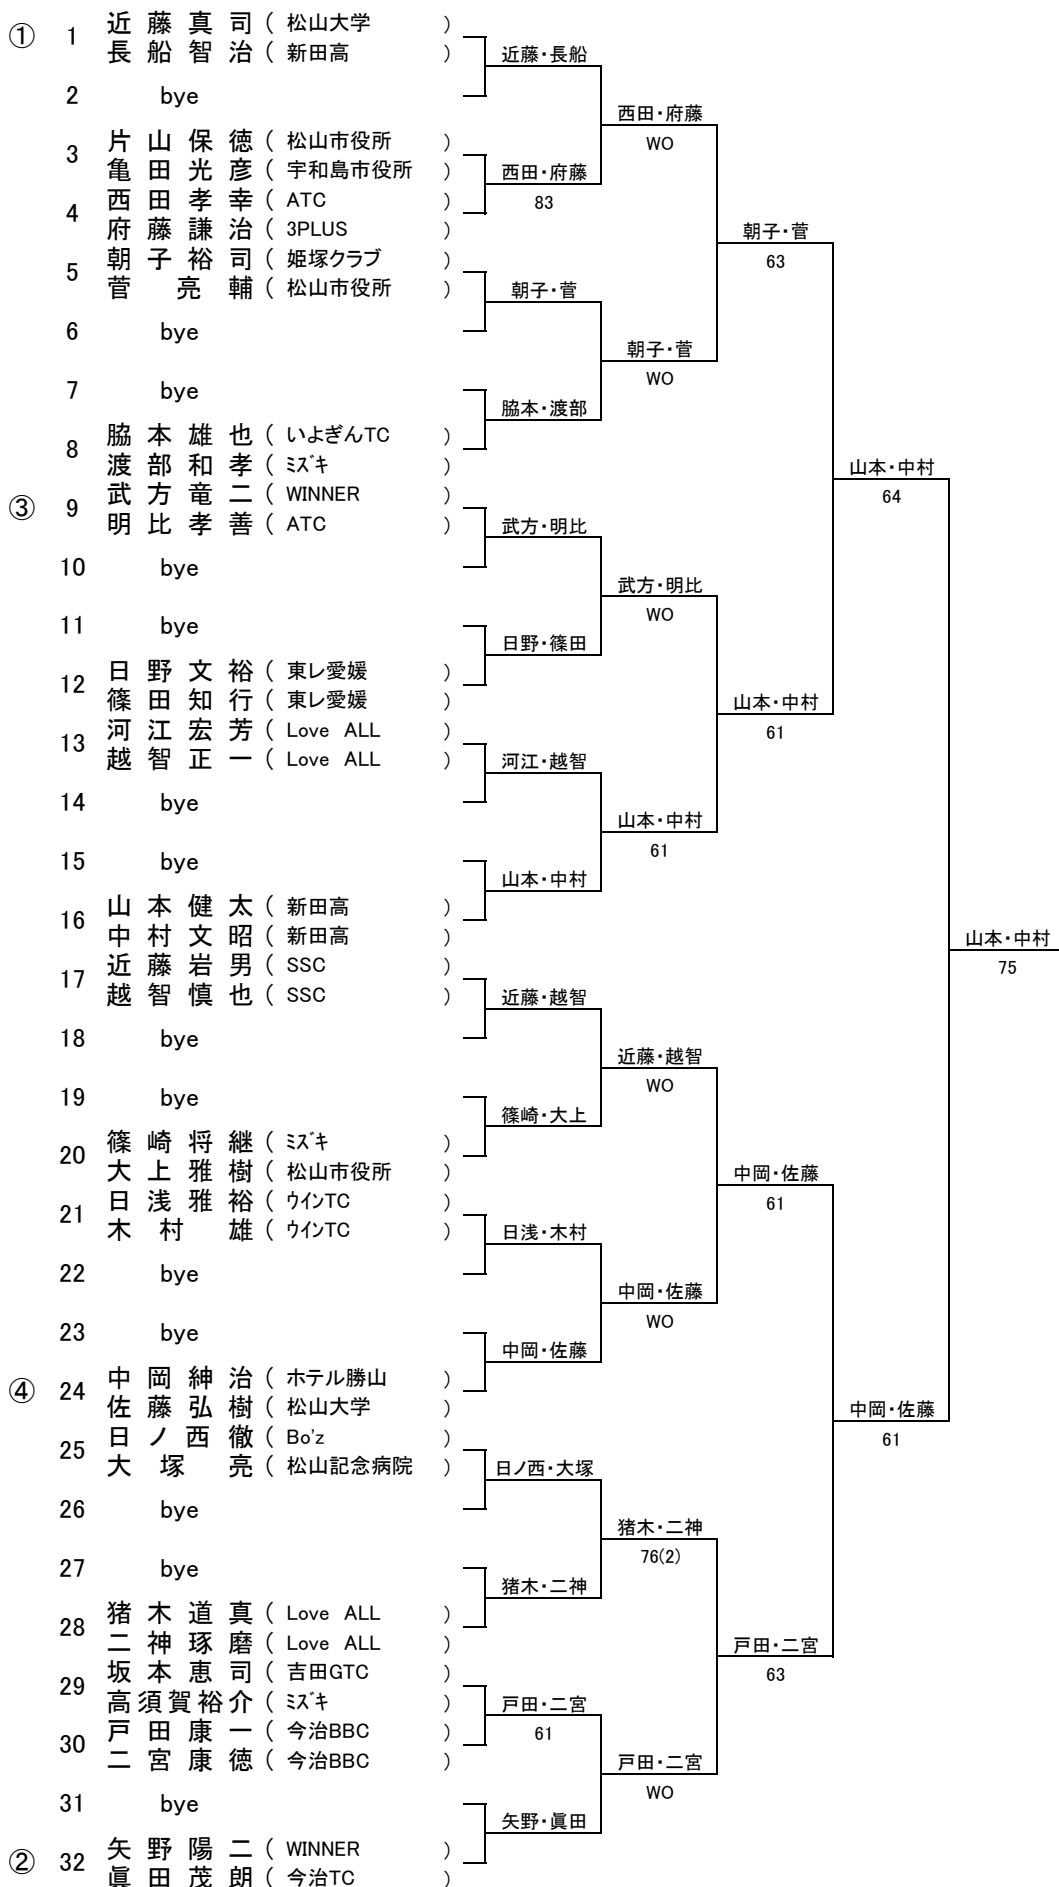 ① 1 近藤真司 ( 松山大学 )
長船智治 ( 新田高 )
近藤・長船
2 bye
西田・府藤
WO
3 片山保徳 ( 松山市役所 )
亀田光彦 ( 宇和島市役所 )
西田・府藤
83
4 西田孝幸 ( ATC )
府藤謙治 ( 3PLUS )
朝子・菅
63
5 朝子裕司 ( 姫塚クラブ )
菅亮輔 ( 松山市役所 )
朝子・菅
6 bye
朝子・菅
WO
7 bye
脇本・渡部
8 脇本雄也 ( いよぎんTC )
渡部和孝 ( ミズキ )
山本・中村
64
③ 9 武方竜二 ( WINNER )
明比孝善 ( ATC )
武方・明比
10 bye
武方・明比
WO
11 bye
日野・篠田
12 日野文裕 ( 東レ愛媛 )
篠田知行 ( 東レ愛媛 )
山本・中村
61
13 河江宏芳 ( Love ALL )
越智正一 ( Love ALL )
河江・越智
14 bye
山本・中村
61
15 bye
山本・中村
16 山本健太 ( 新田高 )
中村文昭 ( 新田高 )
山本・中村
75
17 近藤岩男 ( SSC )
越智慎也 ( SSC )
近藤・越智
18 bye
近藤・越智
WO
19 bye
篠崎・大上
20 篠崎将継 ( ミズキ )
大上雅樹 ( 松山市役所 )
中岡・佐藤
61
21 日浅雅裕 ( ウインTC )
木村雄 ( ウインTC )
日浅・木村
22 bye
中岡・佐藤
WO
23 bye
中岡・佐藤
④ 24 中岡紳治 ( ホテル勝山 )
佐藤弘樹 ( 松山大学 )
中岡・佐藤
61
25 日ノ西徹 ( Bo'z )
大塚亮 ( 松山記念病院 )
日ノ西・大塚
26 bye
猪木・二神
76(2)
27 bye
猪木・二神
28 猪木道真 ( Love ALL )
二神琢磨 ( Love ALL )
戸田・二宮
63
29 坂本恵司 ( 吉田GTC )
高須賀裕介 ( ミズキ )
戸田・二宮
61
30 戸田康一 ( 今治BBC )
二宮康徳 ( 今治BBC )
戸田・二宮
WO
31 bye
矢野・眞田
② 32 矢野陽二 ( WINNER )
眞田茂朗 ( 今治TC )